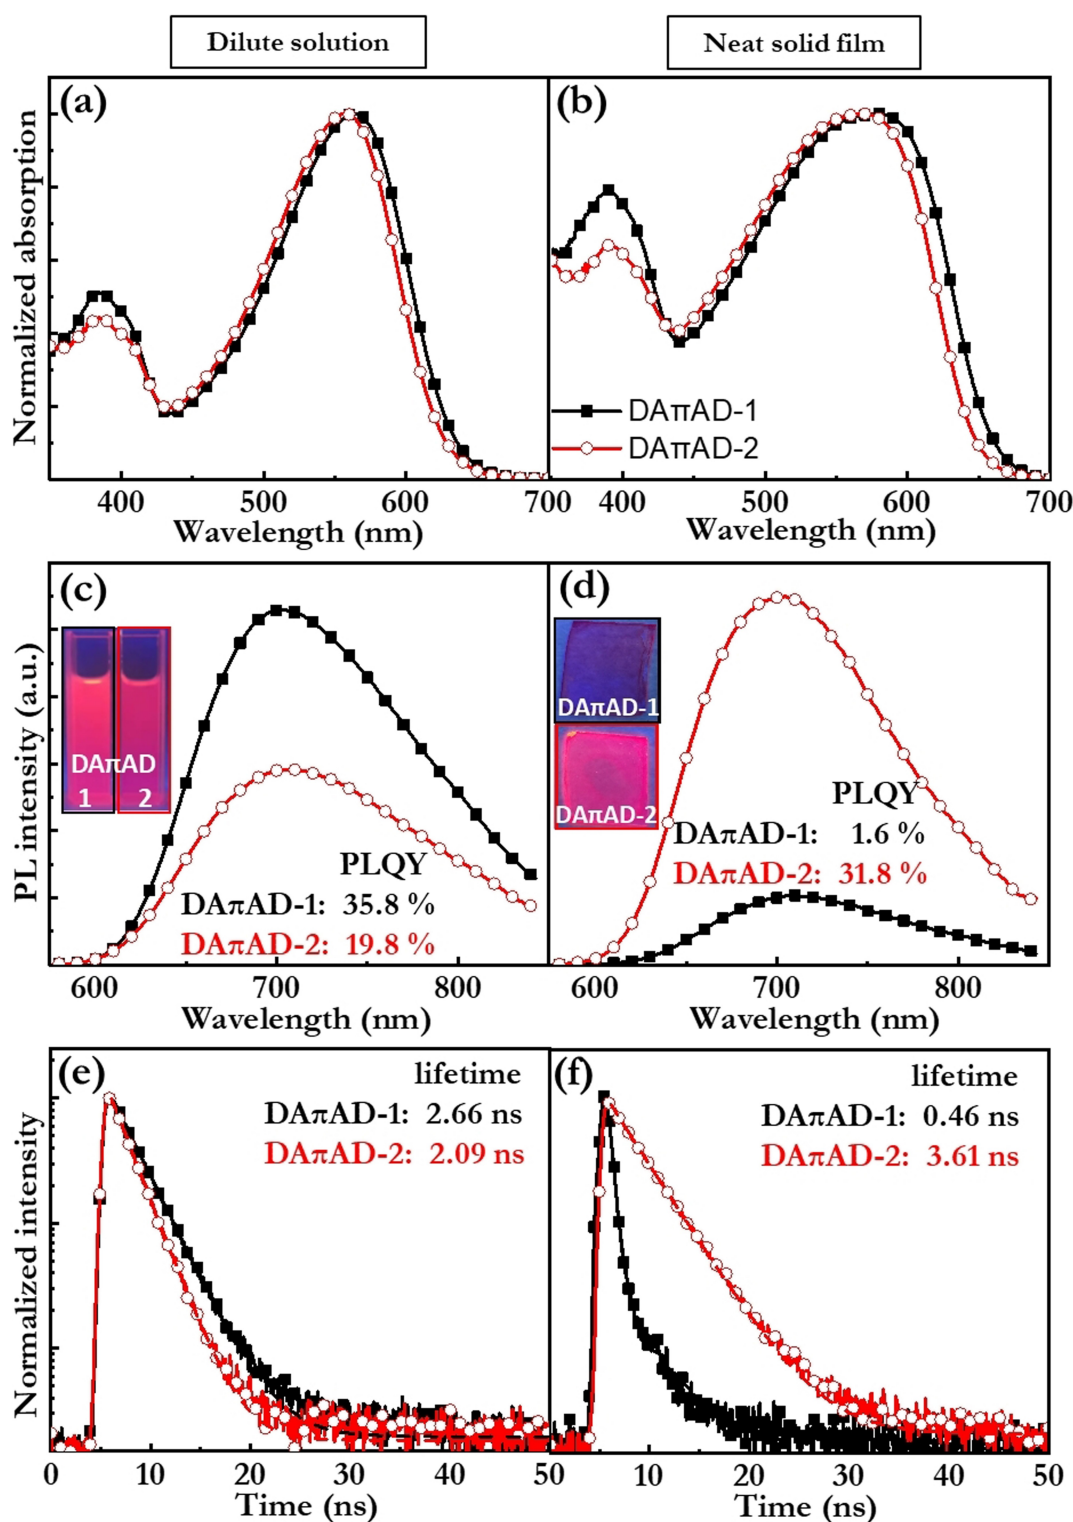 Dilute solution
Neat solid film
(a)
(b)
Normalized absorption
DAπAD-1
DAπAD-2
400 500 600 700
400 500 600 700
Wavelength (nm)
Wavelength (nm)
(c)
(d)
PL intensity (a.u.)
DAπAD
1 2
DAπAD-1
DAπAD-2
PLQY
DAπAD-1: 35.8 %
DAπAD-2: 19.8 %
PLQY
DAπAD-1: 1.6 %
DAπAD-2: 31.8 %
600 700 800
600 700 800
Wavelength (nm)
Wavelength (nm)
(e)
(f)
Normalized intensity
lifetime
DAπAD-1: 2.66 ns
DAπAD-2: 2.09 ns
lifetime
DAπAD-1: 0.46 ns
DAπAD-2: 3.61 ns
0 10 20 30 40 50
10 20 30 40 50
Time (ns)
Time (ns)